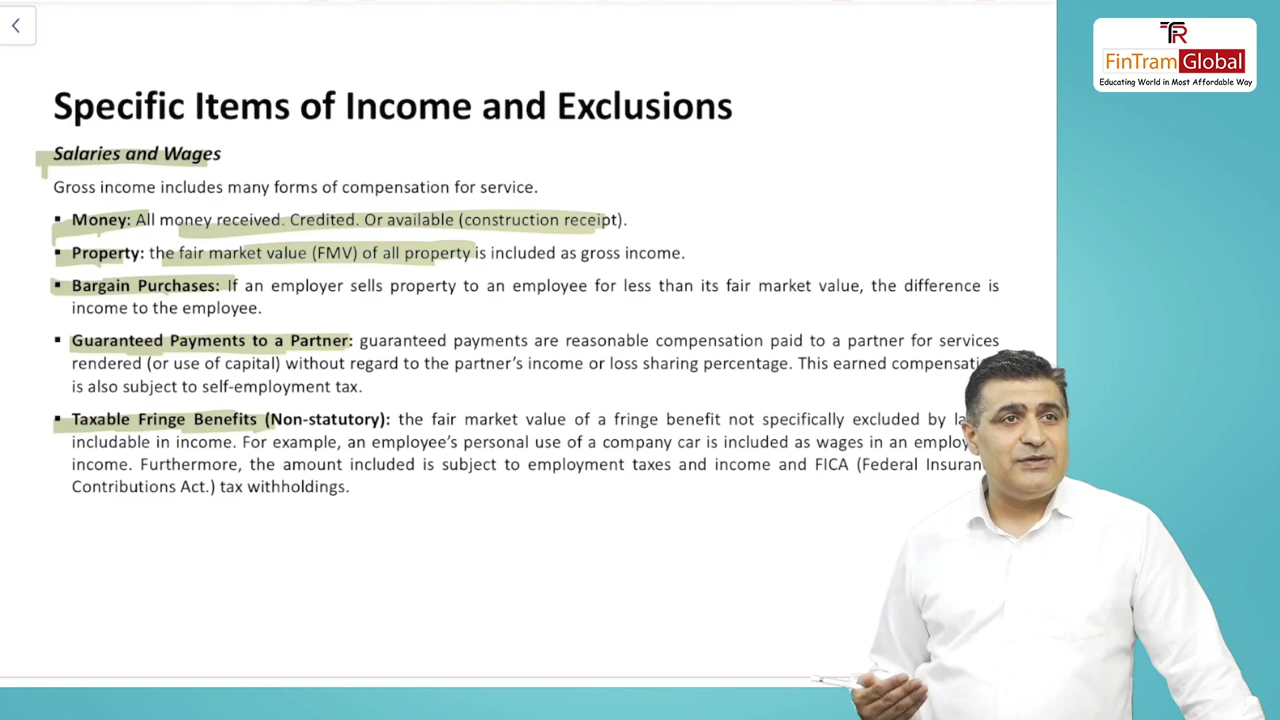 FinTram Global
Educating World in Most Affordable Way
Specific Items of Income and Exclusions
Salaries and Wages
Gross income includes many forms of compensation for service.
▪ Money: All money received. Credited. Or available (construction receipt).
▪ Property: the fair market value (FMV) of all property is included as gross income.
▪ Bargain Purchases: If an employer sells property to an employee for less than its fair market value, the difference is
income to the employee.
▪ Guaranteed Payments to a Partner: guaranteed payments are reasonable compensation paid to a partner for services
rendered (or use of capital) without regard to the partner's income or loss sharing percentage. This earned
is also subject to self-employment tax.
▪ Taxable Fringe Benefits (Non-statutory): the fair market value of a fringe benefit not specifically excluded by
includable in income. For example, an employee's personal use of a company car is included as wages in an
income. Furthermore, the amount included is subject to employment taxes and income and FICA (Federal
Contributions Act.) tax withholdings.